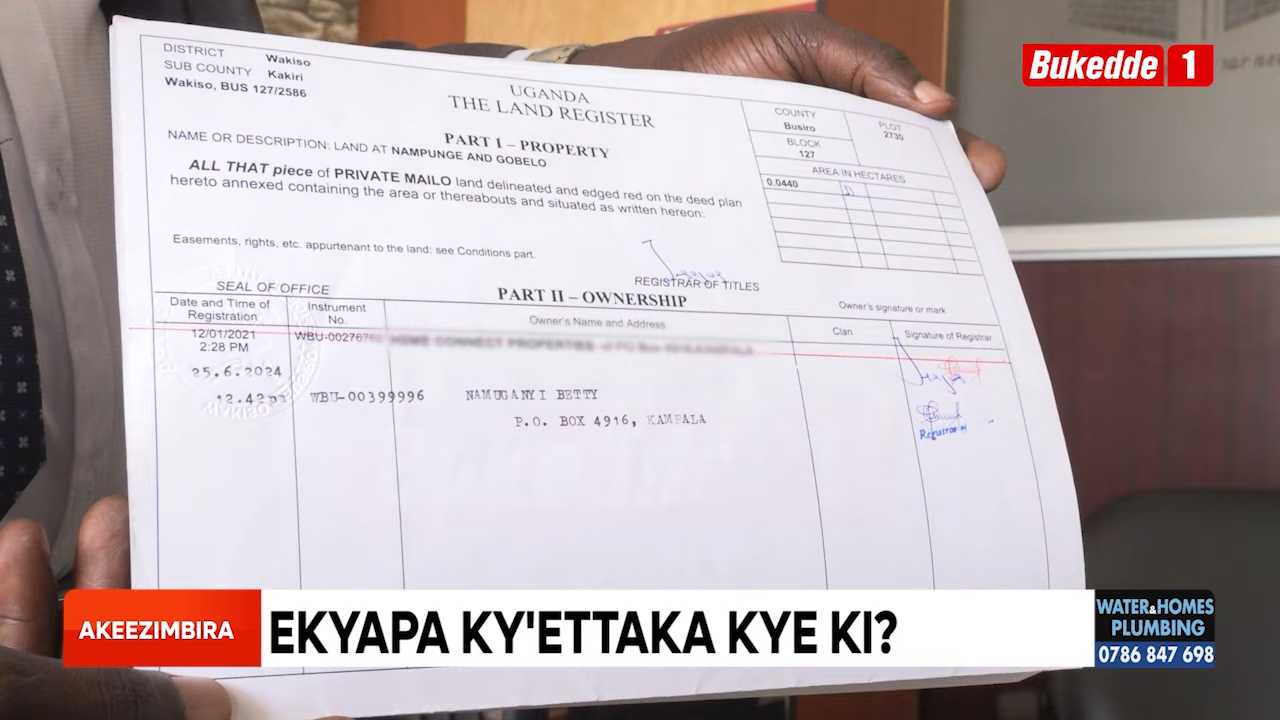 Bukedde 1
DISTRICT Wakiso
SUB COUNTY Kakiri
Wakiso, BUS 127/2586
UGANDA
THE LAND REGISTER
COUNTY
Busiro
PLOT
2730
BLOCK
127
PART I – PROPERTY
NAME OR DESCRIPTION: LAND AT NAMPUNGE AND GOBELO
AREA IN HECTARES
0.0440
ALL THAT piece of PRIVATE MAILO land delineated and edged red on the deed plan
hereto annexed containing the area or thereabouts and situated as written hereon:
Easements, rights, etc. appurtenant to the land: see Conditions part.
REGISTRAR OF TITLES
SEAL OF OFFICE
PART II – OWNERSHIP
Owner's signature or mark
Date and Time of
Registration
Instrument
No.
Owner's Name and Address
Clan
Signature of Registrar
12/01/2021
2:28 PM
HOME CONNECT PROPERTIES
25.6.2024
12.42
WBU-00399996
NAMUGANYI BETTY
P.O. BOX 4916, KAMPALA
AKEEZIMBIRA
EKYAPA KY'ETTAKA KYE KI?
WATER & HOMES
PLUMBING
0786 847 698